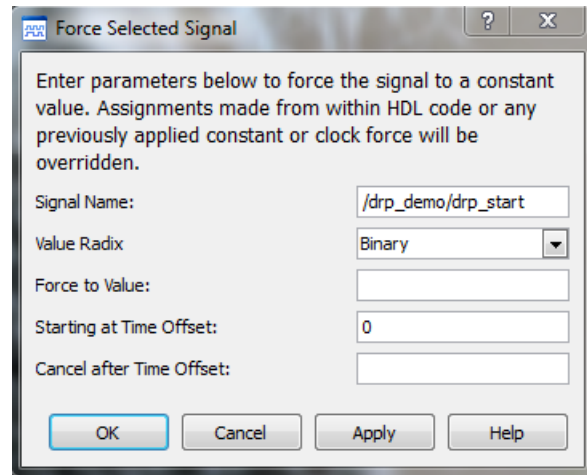 Force Selected Signal
?
X
Enter parameters below to force the signal to a constant
value. Assignments made from within HDL code or any
previously applied constant or clock force will be
overridden.
Signal Name: /drp_demo/drp_start
Value Radix Binary
Force to Value:
Starting at Time Offset: 0
Cancel after Time Offset:
OK Cancel Apply Help